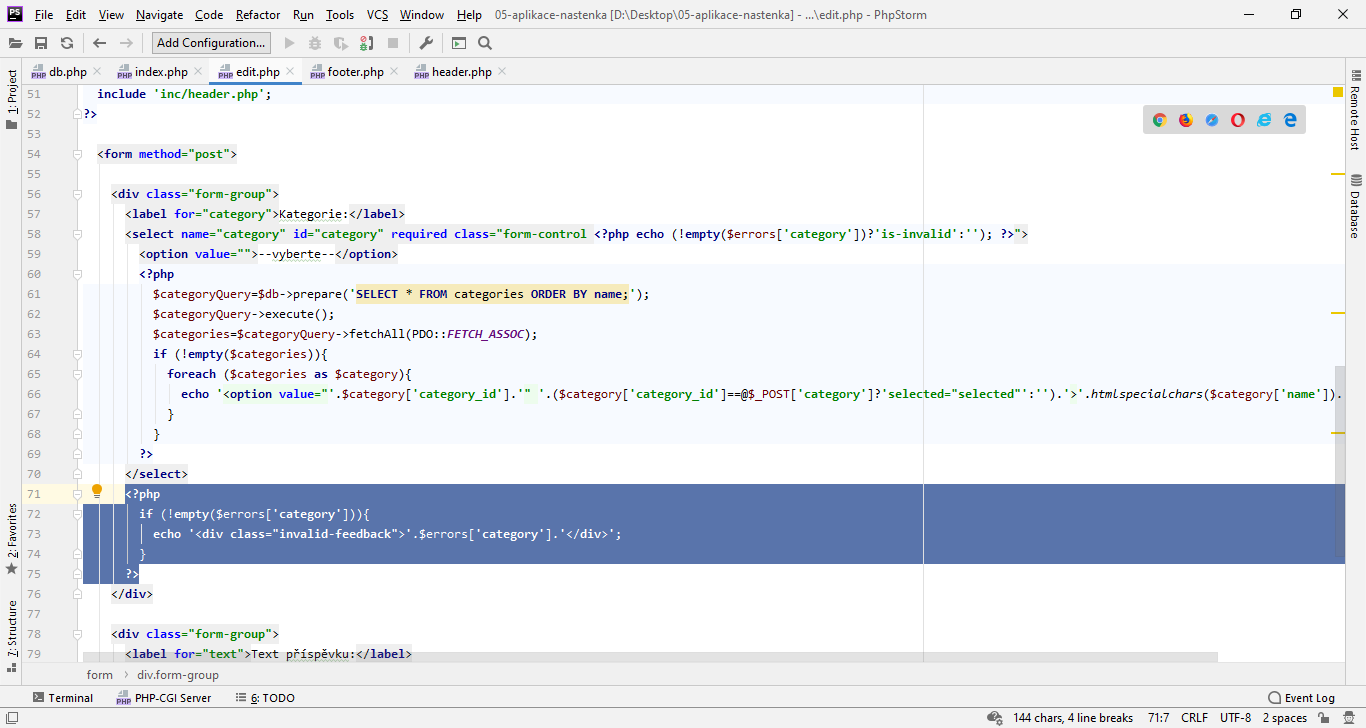 File Edit View Navigate Code Refactor Run Tools VCS Window Help 05-aplikace-nastenka [D:\Desktop\05-aplikace-nastenka] - ...\edit.php - PhpStorm
Add Configuration...
db.php index.php edit.php footer.php header.php
1: Project
2: Favorites
7: Structure
Remote Host
Database
51 include 'inc/header.php';
52 ?>
53
54 <form method="post">
55
56 <div class="form-group">
57 <label for="category">Kategorie:</label>
58 <select name="category" id="category" required class="form-control <?php echo (!empty($errors['category'])?'is-invalid':''); ?>">
59 <option value="">--vyberte--</option>
60 <?php
61 $categoryQuery=$db->prepare('SELECT * FROM categories ORDER BY name;');
62 $categoryQuery->execute();
63 $categories=$categoryQuery->fetchAll(PDO::FETCH_ASSOC);
64 if (!empty($categories)){
65 foreach ($categories as $category){
66 echo '<option value="'.$category['category_id'].'" '.($category['category_id']==@$_POST['category']?'selected="selected"':'').'>'.htmlspecialchars($category['name']).
67 }
68 }
69 ?>
70 </select>
71 <?php
72 if (!empty($errors['category'])){
73 echo '<div class="invalid-feedback">'.$errors['category'].'</div>';
74 }
75 ?>
76 </div>
77
78 <div class="form-group">
79 <label for="text">Text příspěvku:</label>
form › div.form-group
Terminal PHP-CGI Server 6: TODO Event Log
144 chars, 4 line breaks 71:7 CRLF UTF-8 2 spaces